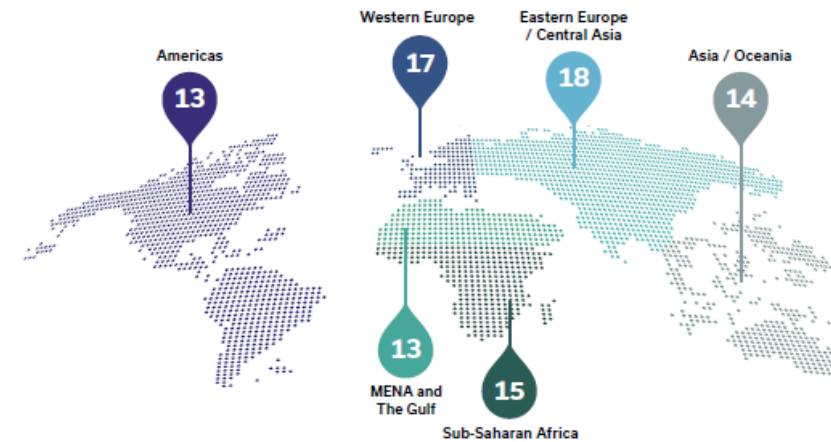 Americas
13
Western Europe
17
Eastern Europe
/ Central Asia
18
Asia / Oceania
14
13
MENA and
The Gulf
15
Sub-Saharan Africa